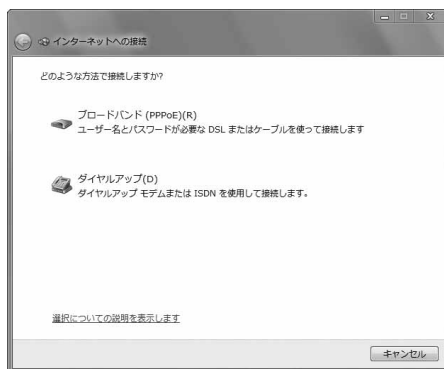 インターネットへの接続
どのような方法で接続しますか?
ブロードバンド (PPPoE)(R)
ユーザー名とパスワードが必要な DSL またはケーブルを使って接続します
ダイヤルアップ(D)
ダイヤルアップ モデムまたは ISDN を使用して接続します。
選択についての説明を表示します
キャンセル